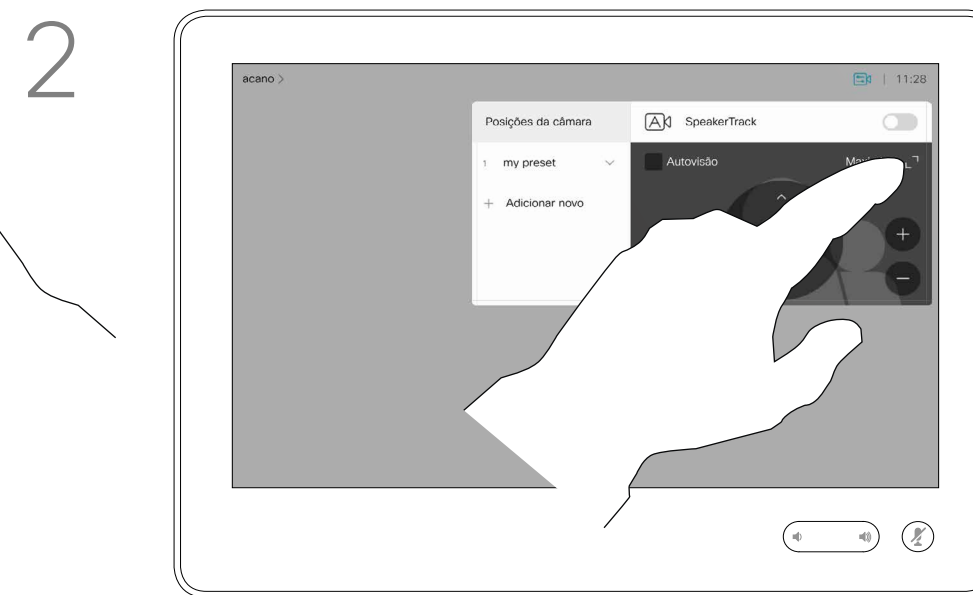 2
acano >
11:28
Posições da câmara
SpeakerTrack
1 my preset
Autovisão
+ Adicionar novo